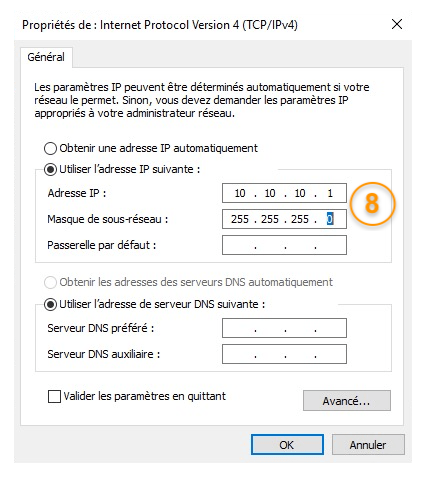 Propriétés de : Internet Protocol Version 4 (TCP/IPv4)
Général
Les paramètres IP peuvent être déterminés automatiquement si votre
réseau le permet. Sinon, vous devez demander les paramètres IP
appropriés à votre administrateur réseau.
Obtenir une adresse IP automatiquement
Utiliser l'adresse IP suivante :
Adresse IP : 10 . 10 . 10 . 1
8
Masque de sous-réseau : 255 . 255 . 255 . 0
Passerelle par défaut : . . .
Obtenir les adresses des serveurs DNS automatiquement
Utiliser l'adresse de serveur DNS suivante :
Serveur DNS préféré : . . .
Serveur DNS auxiliaire : . . .
Valider les paramètres en quittant
Avancé...
OK Annuler